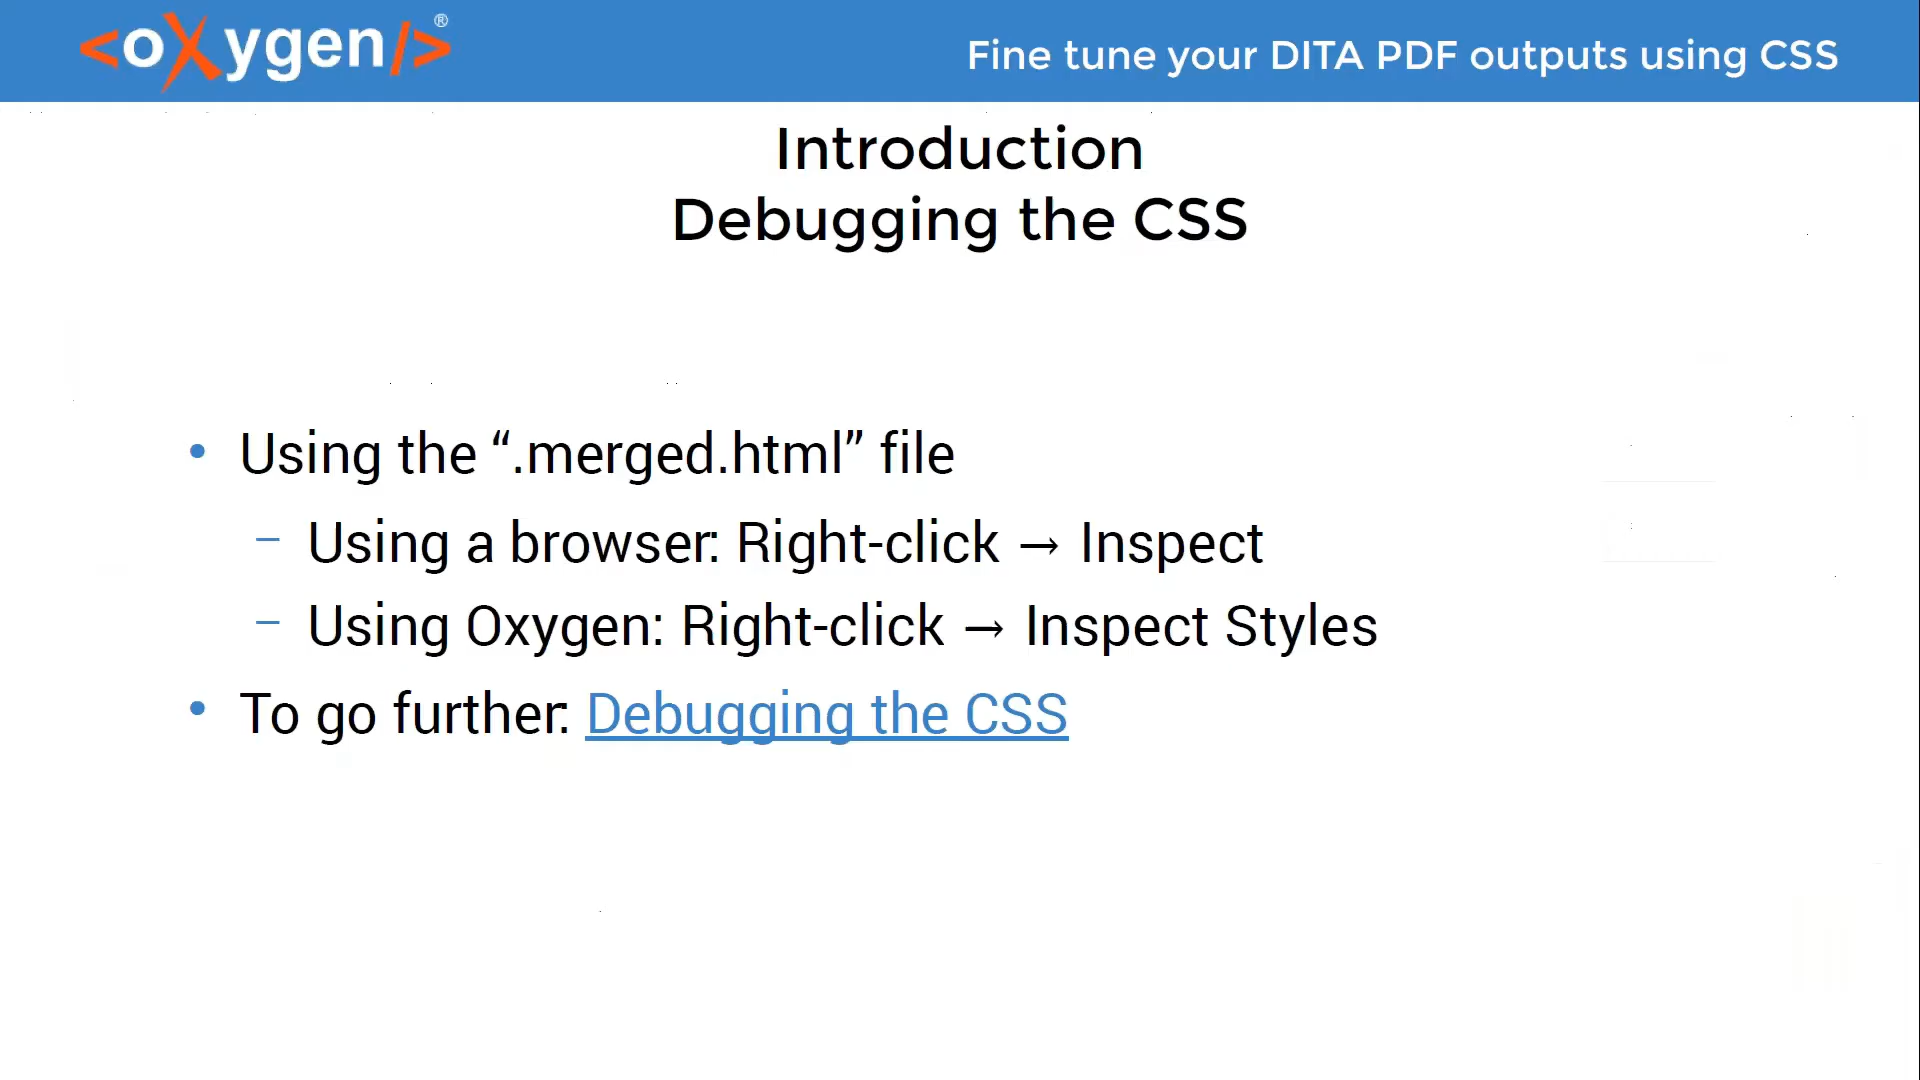 <oXygen/>®
Fine tune your DITA PDF outputs using CSS
Introduction
Debugging the CSS
• Using the “.merged.html” file
– Using a browser: Right-click → Inspect
– Using Oxygen: Right-click → Inspect Styles
• To go further: Debugging the CSS